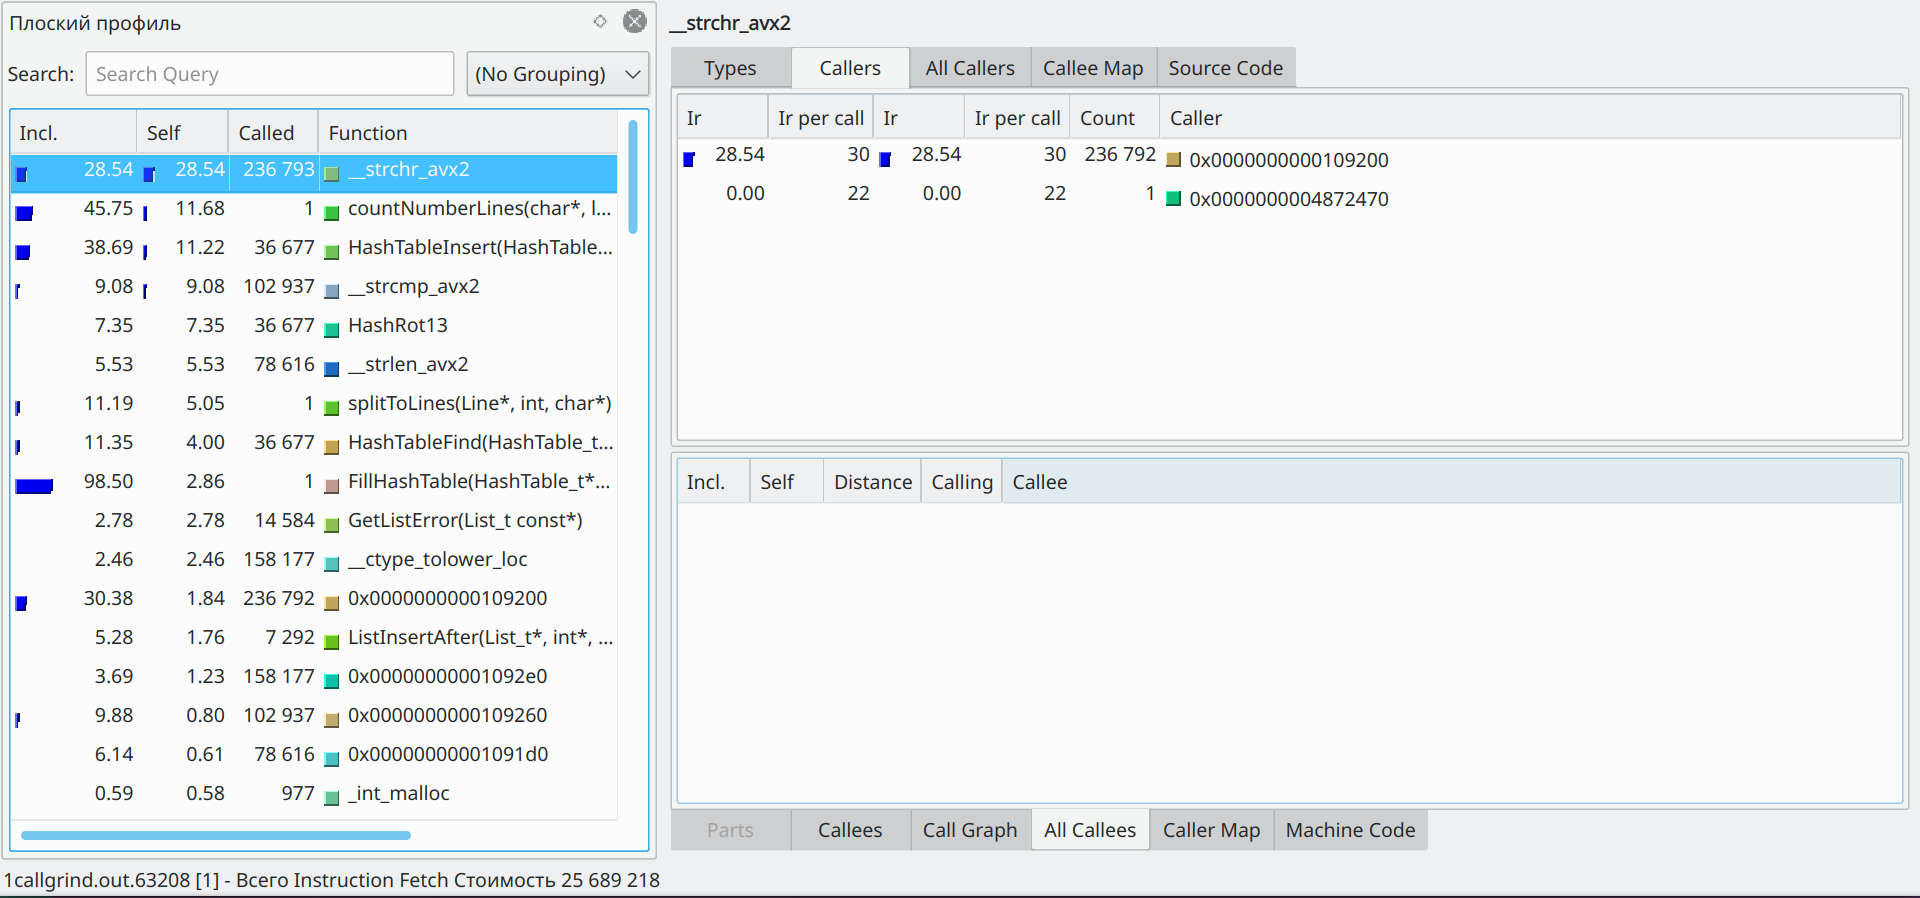 Плоский профиль
Search: Search Query (No Grouping)
Incl. Self Called Function
28.54 28.54 236 793 __strchr_avx2
45.75 11.68 1 countNumberLines(char*, l...
38.69 11.22 36 677 HashTableInsert(HashTable...
9.08 9.08 102 937 __strcmp_avx2
7.35 7.35 36 677 HashRot13
5.53 5.53 78 616 __strlen_avx2
11.19 5.05 1 splitToLines(Line*, int, char*)
11.35 4.00 36 677 HashTableFind(HashTable_t...
98.50 2.86 1 FillHashTable(HashTable_t*...
2.78 2.78 14 584 GetListError(List_t const*)
2.46 2.46 158 177 __ctype_tolower_loc
30.38 1.84 236 792 0x0000000000109200
5.28 1.76 7 292 ListInsertAfter(List_t*, int*, ...
3.69 1.23 158 177 0x00000000001092e0
9.88 0.80 102 937 0x0000000000109260
6.14 0.61 78 616 0x00000000001091d0
0.59 0.58 977 _int_malloc
__strchr_avx2
Types Callers All Callers Callee Map Source Code
Ir Ir per call Ir Ir per call Count Caller
28.54 30 28.54 30 236 792 0x0000000000109200
0.00 22 0.00 22 1 0x0000000004872470
Incl. Self Distance Calling Callee
Parts Callees Call Graph All Callees Caller Map Machine Code
1callgrind.out.63208 [1] - Всего Instruction Fetch Стоимость 25 689 218